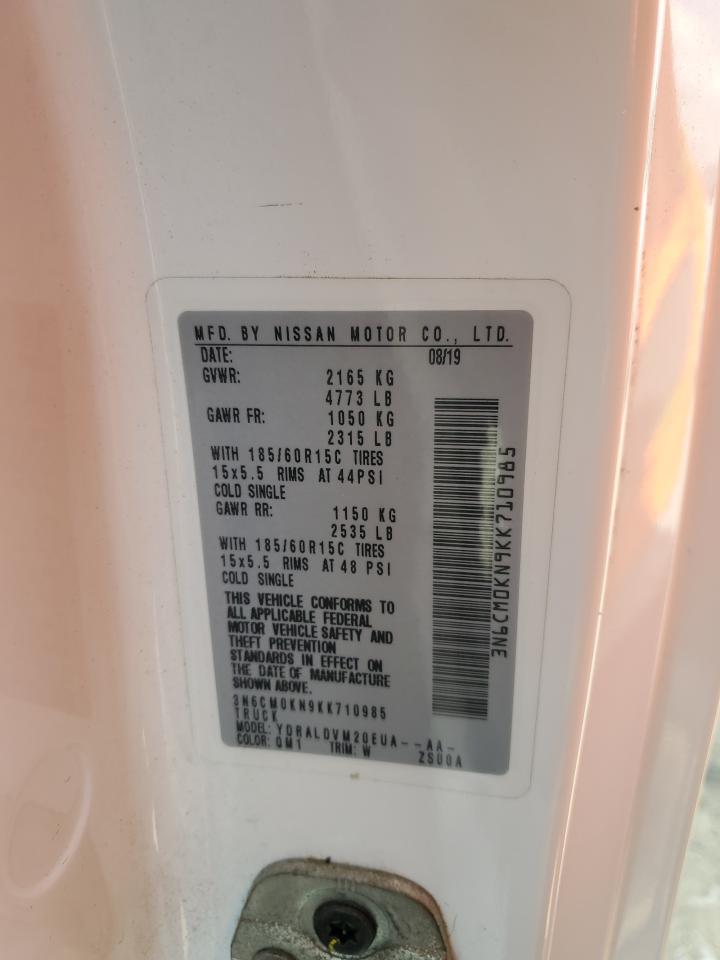 MFD. BY NISSAN MOTOR CO., LTD.
DATE: 08/19
GVWR: 2165 KG
4773 LB
GAWR FR: 1050 KG
2315 LB
WITH 185/60R15C TIRES
15x5.5 RIMS AT 44PSI
COLD SINGLE
GAWR RR: 1150 KG
2535 LB
WITH 185/60R15C TIRES
15x5.5 RIMS AT 48 PSI
COLD SINGLE
THIS VEHICLE CONFORMS TO
ALL APPLICABLE FEDERAL
MOTOR VEHICLE SAFETY AND
THEFT PREVENTION
STANDARDS IN EFFECT ON
THE DATE OF MANUFACTURE
SHOWN ABOVE.
3N6CM0KN9KK710985
TRUCK
MODEL: YDRALDVM20EUA--AA-
COLOR: QM1 TRIM: W ZS00A
3N6CM0KN9KK710985